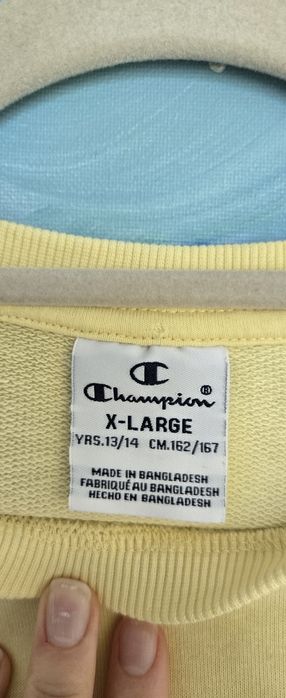 Champion®
X-LARGE
YRS.13/14 CM.162/167
MADE IN BANGLADESH
FABRIQUÉ AU BANGLADESH
HECHO EN BANGLADESH